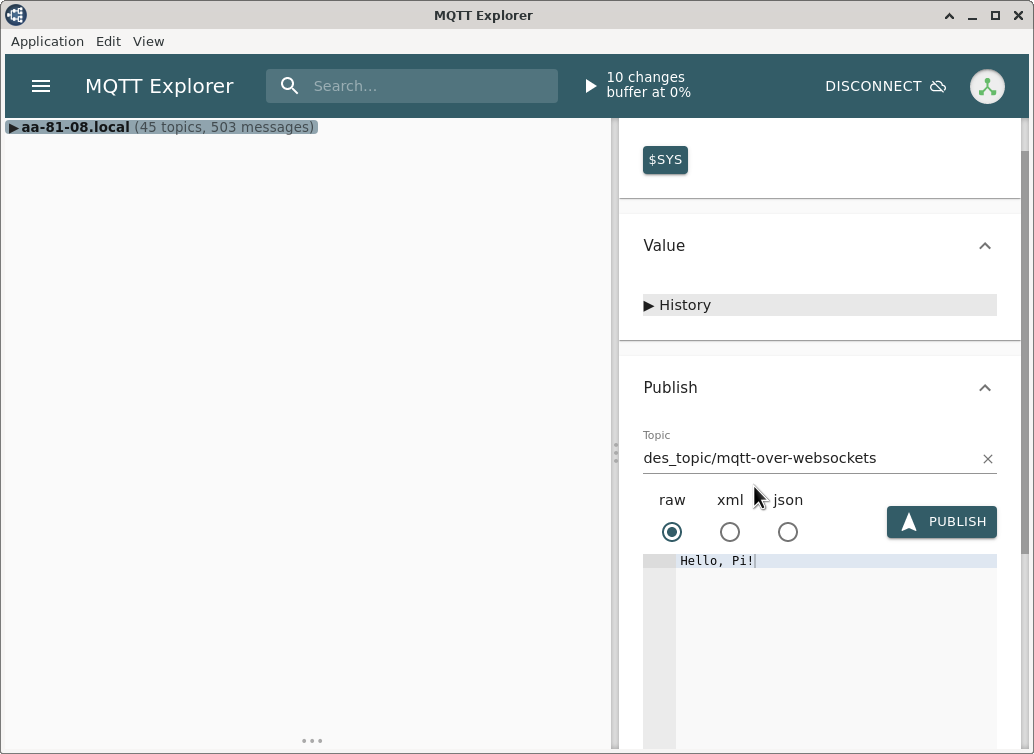 MQTT Explorer
Application Edit View
MQTT Explorer
Search...
10 changes
buffer at 0%
DISCONNECT
▶aa-81-08.local (45 topics, 503 messages)
$SYS
Value
▶ History
Publish
Topic
des_topic/mqtt-over-websockets
raw xml json
PUBLISH
Hello, Pi!